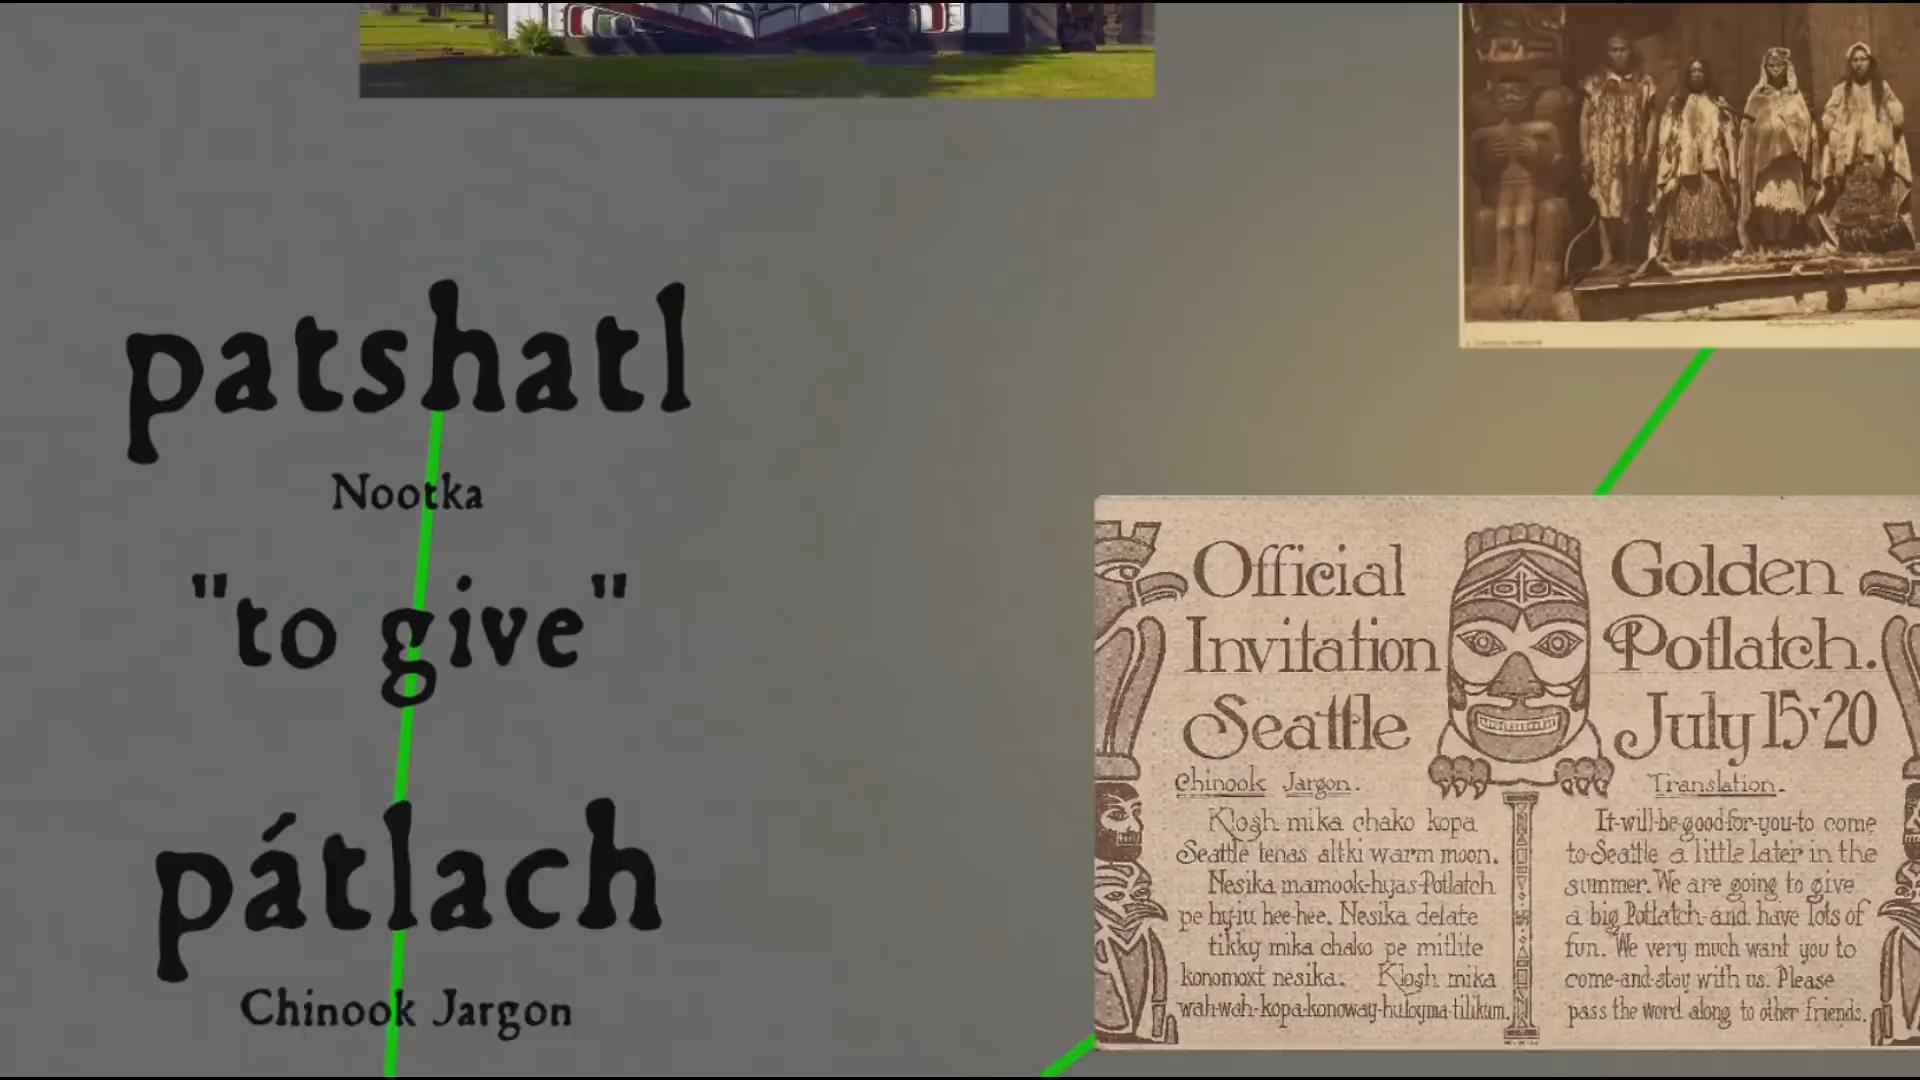 patshatl
Nootka
"to give"
pátlach
Chinook Jargon
Official
Invitation
Seattle
Golden
Potlatch.
July 15-20
Chinook Jargon.
Klosh mika chako kopa
Seattle tenas altki warm moon.
Nesika mamook-hyas-Potlatch
pe hy-iu hee-hee. Nesika delate
tikky mika chako pe mitlite
konomoxt nesika. Klosh mika
wah-wah-kopa-konoway-huloyma-tilikum.
Translation.
It-will-be-good-for-you-to come
to-Seattle a little later in the
summer. We are going to give
a big Potlatch-and have lots of
fun. We very much want you to
come-and-stay with us. Please
pass the word along to other friends.